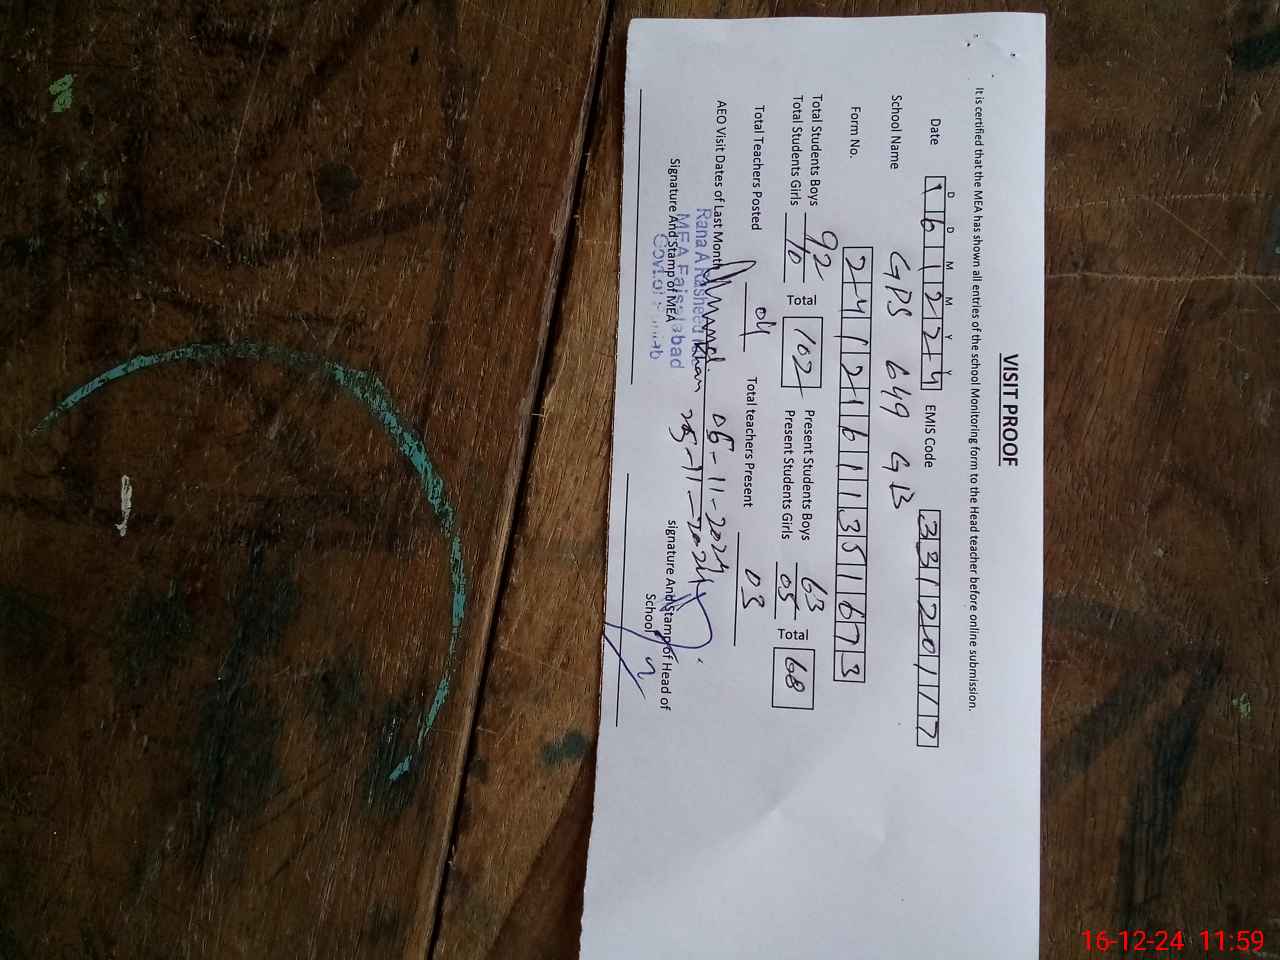 VISIT PROOF
It is certified that the MEA has shown all entries of the school Monitoring form to the Head teacher before online submission.
D D M M Y Y
Date 1 6 1 2 2 4 EMIS Code 3 3 1 2 0 1 1 7
School Name GPS 649 GB
Form No. 2 4 1 2 1 6 1 1 3 5 1 6 7 3
Total Students Boys 92 Present Students Boys 63
Total Students Girls 10 Total 102 Present Students Girls 05 Total 68
Total Teachers Posted 04 Total teachers Present 03
AEO Visit Dates of Last Month 06-11-2024
25-11-2024
Rana A Rasheed Khan
MEA Faisalabad
Govt. of Punjab
Signature And Stamp of MEA
signature And Stamp of Head of
School
16-12-24 11:59